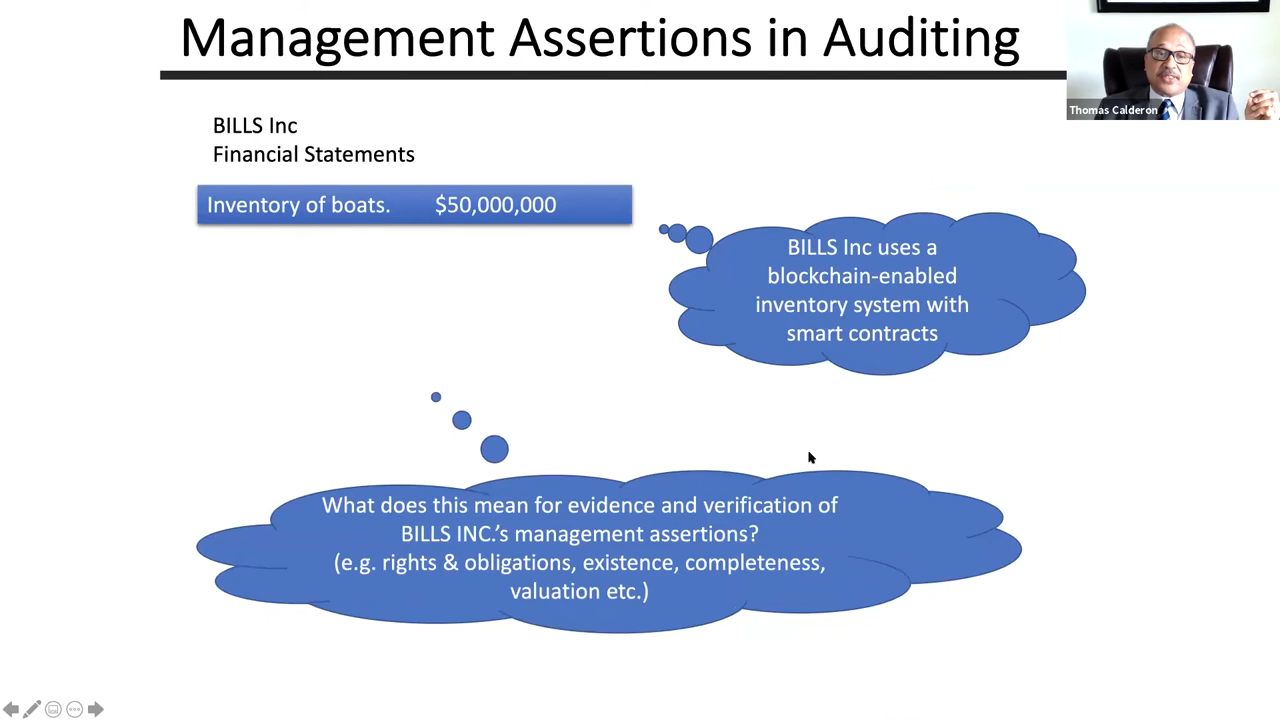 Management Assertions in Auditing
Thomas Calderon
BILLS Inc
Financial Statements
Inventory of boats. $50,000,000
BILLS Inc uses a
blockchain-enabled
inventory system with
smart contracts
What does this mean for evidence and verification of
BILLS INC.’s management assertions?
(e.g. rights & obligations, existence, completeness,
valuation etc.)